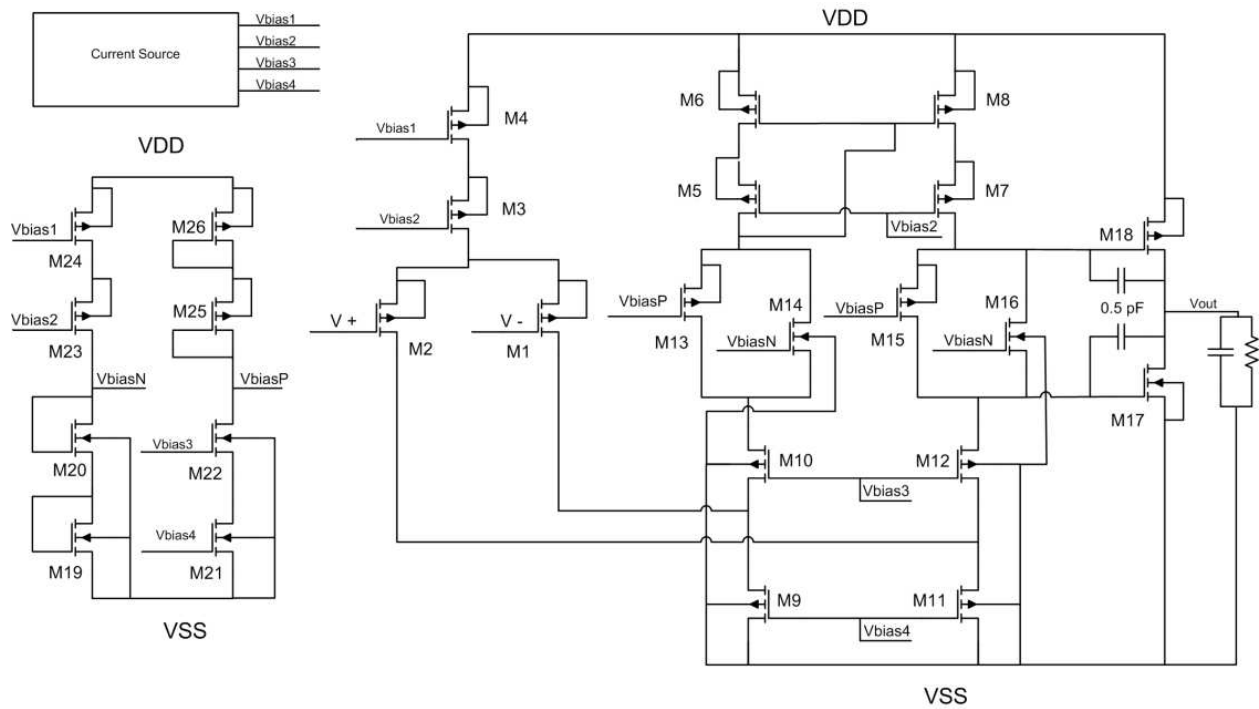 VDD
Vbias1
Vbias2
Vbias3
Vbias4
Current Source
VDD
M4
Vbias1
M3
Vbias2
M6
M8
M5
M7
Vbias2
M18
Vbias1
M24
M26
Vbias2
M23
M25
VbiasN
VbiasP
Vbias3
M20
M22
Vbias4
M19
M21
VSS
V +
M2
V -
M1
VbiasP
M13
M14
VbiasN
VbiasP
M15
M16
VbiasN
0.5 pF
Vout
M17
M10
M12
Vbias3
M9
M11
Vbias4
VSS